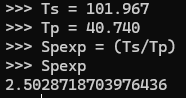 >>> Ts = 101.967
>>> Tp = 40.740
>>> Spexp = (Ts/Tp)
>>> Spexp
2.5028718703976436